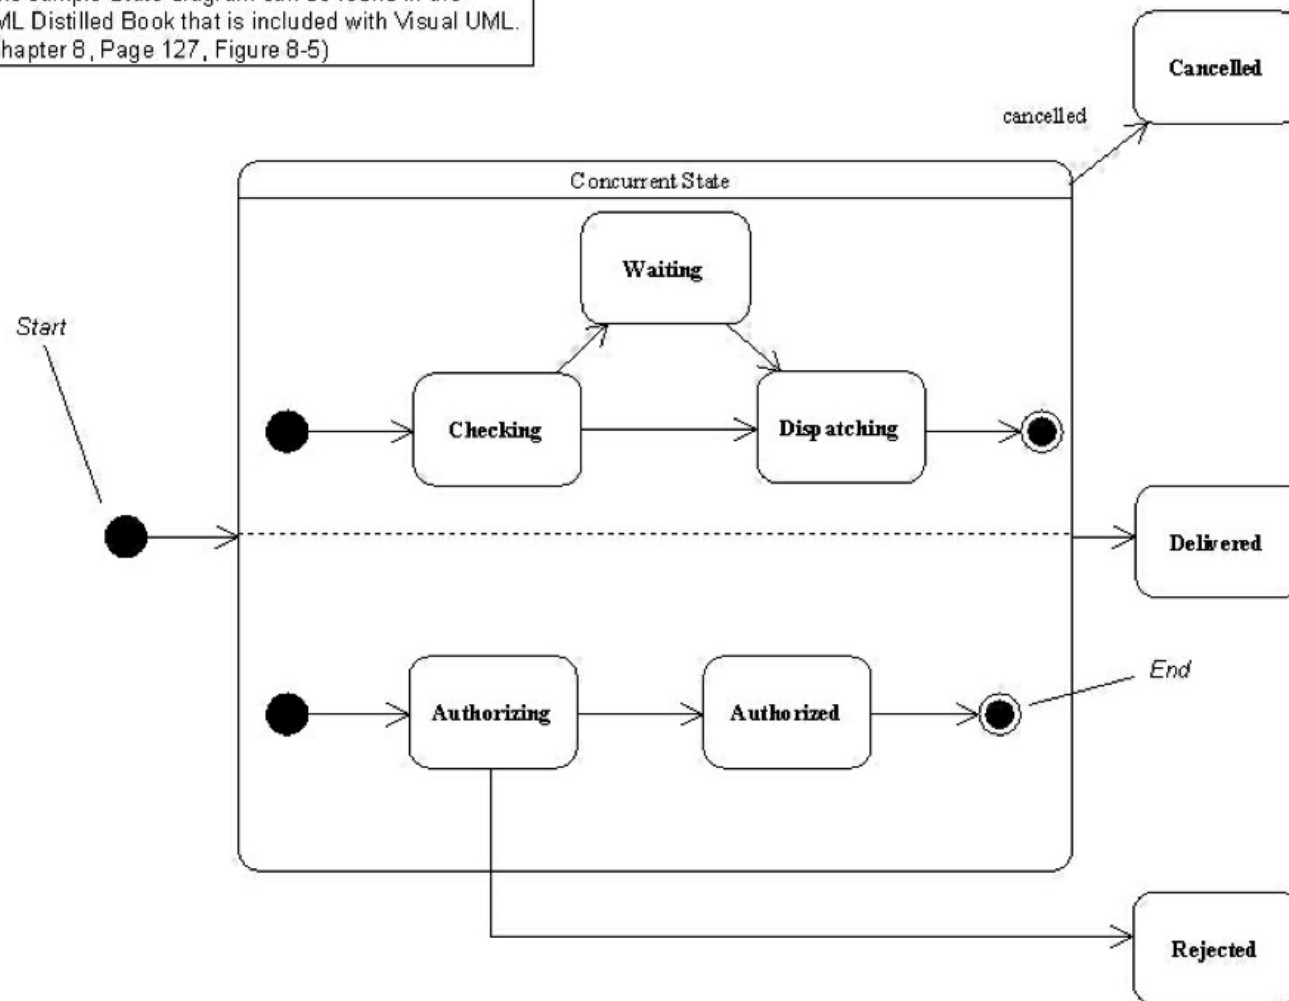 ML Distilled Book that is included with Visual UML.
hapter 8, Page 127, Figure 8-5)
Cancelled
cancelled
Concurrent State
Waiting
Start
Checking
Dispatching
Delivered
End
Authorizing
Authorized
Rejected